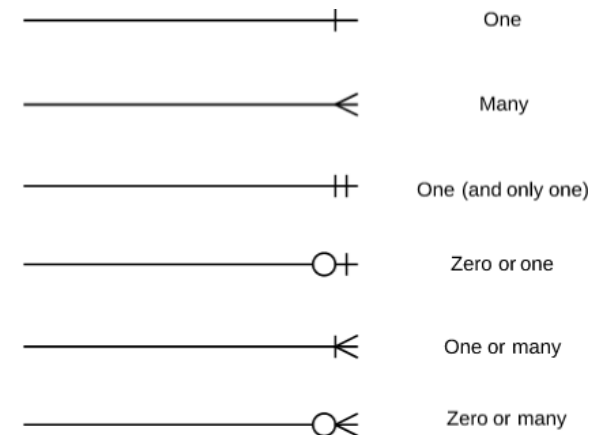 One
Many
One (and only one)
Zero or one
One or many
Zero or many